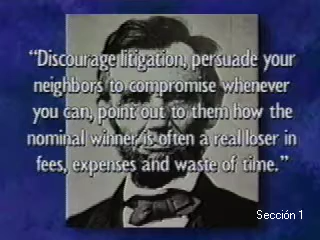 “Discourage litigation, persuade your
neighbors to compromise whenever
you can, point out to them how the
nominal winner is often a real loser in
fees, expenses and waste of time.”
Sección 1